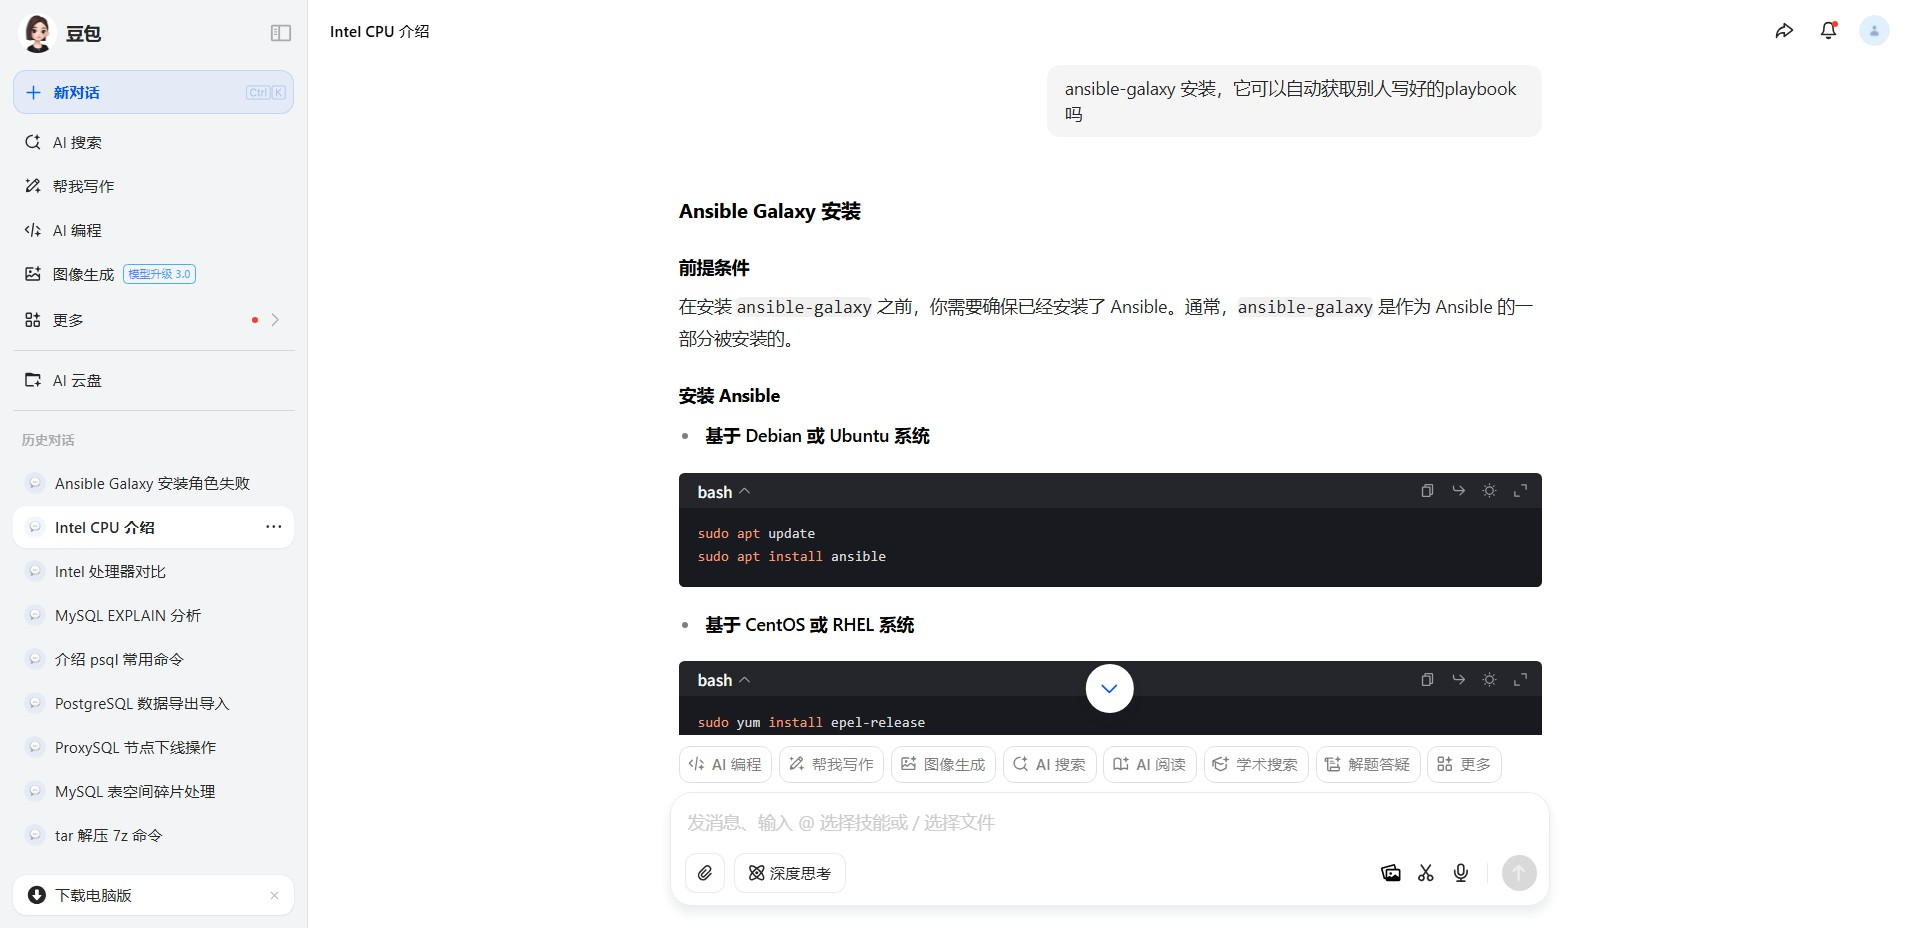 豆包
新对话
Ctrl K
AI 搜索
帮我写作
AI 编程
图像生成 模型升级 3.0
更多
AI 云盘
历史对话
Ansible Galaxy 安装角色失败
Intel CPU 介绍
Intel 处理器对比
MySQL EXPLAIN 分析
介绍 psql 常用命令
PostgreSQL 数据导出导入
ProxySQL 节点下线操作
MySQL 表空间碎片处理
tar 解压 7z 命令
下载电脑版
Intel CPU 介绍
ansible-galaxy 安装，它可以自动获取别人写好的playbook
吗
Ansible Galaxy 安装
前提条件
在安装 ansible-galaxy 之前，你需要确保已经安装了 Ansible。通常，ansible-galaxy 是作为 Ansible 的一
部分被安装的。
安装 Ansible
基于 Debian 或 Ubuntu 系统
bash
sudo apt update
sudo apt install ansible
基于 CentOS 或 RHEL 系统
bash
sudo yum install epel-release
AI 编程 帮我写作 图像生成 AI 搜索 AI 阅读 学术搜索 解题答疑 更多
发消息、输入 @ 选择技能或 / 选择文件
深度思考